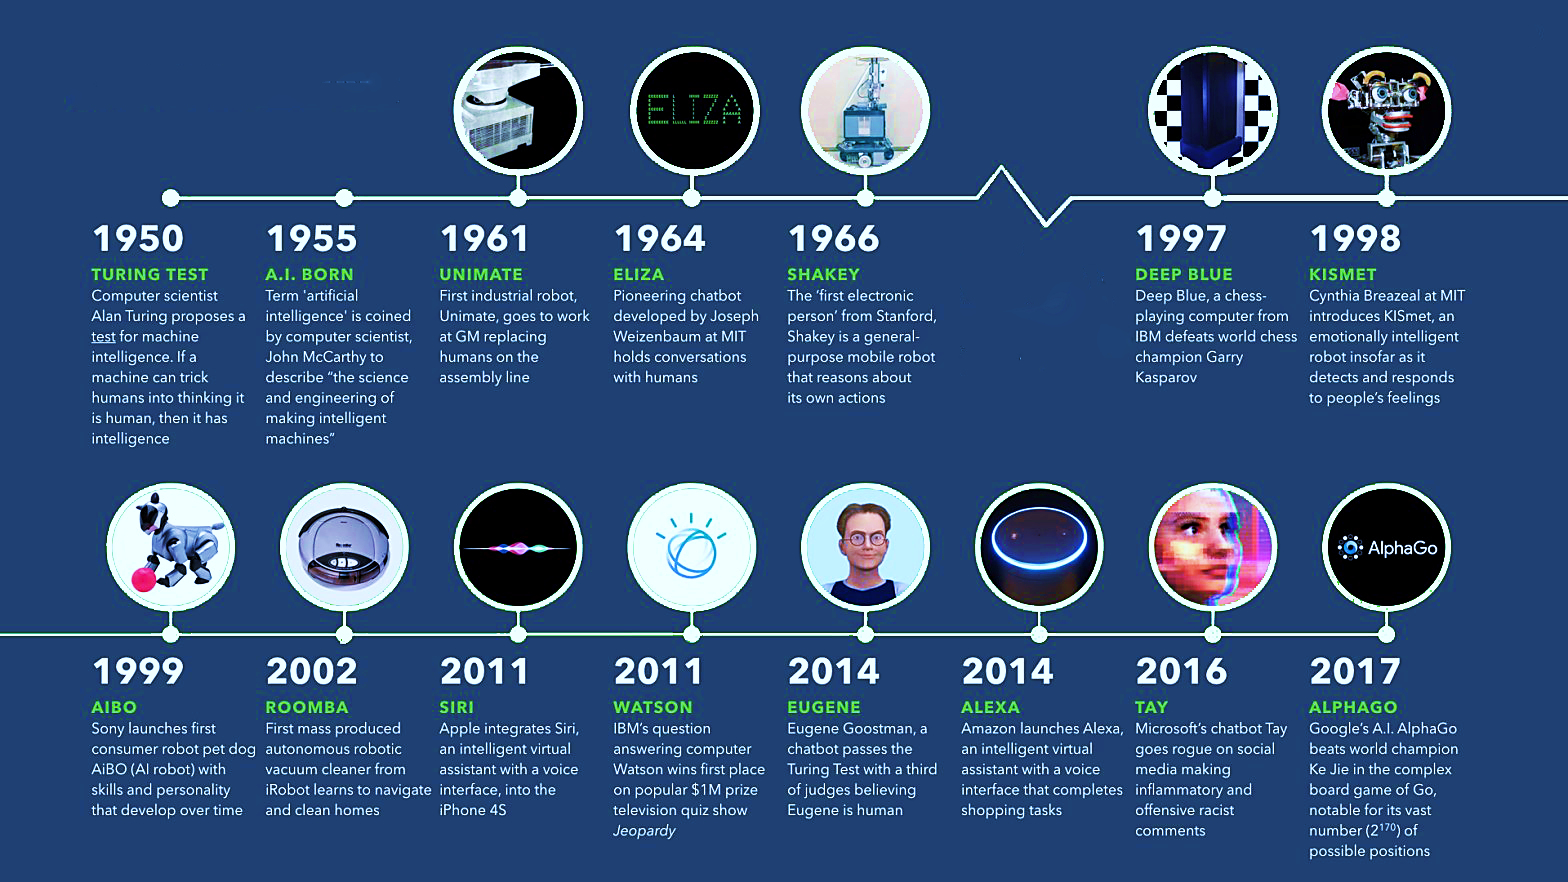 ELIZA
1950
TURING TEST
Computer scientist
Alan Turing proposes a
test for machine
intelligence. If a
machine can trick
humans into thinking it
is human, then it has
intelligence
1955
A.I. BORN
Term 'artificial
intelligence' is coined
by computer scientist,
John McCarthy to
describe “the science
and engineering of
making intelligent
machines”
1961
UNIMATE
First industrial robot,
Unimate, goes to work
at GM replacing
humans on the
assembly line
1964
ELIZA
Pioneering chatbot
developed by Joseph
Weizenbaum at MIT
holds conversations
with humans
1966
SHAKEY
The ‘first electronic
person’ from Stanford,
Shakey is a general-
purpose mobile robot
that reasons about
its own actions
1997
DEEP BLUE
Deep Blue, a chess-
playing computer from
IBM defeats world chess
champion Garry
Kasparov
1998
KISMET
Cynthia Breazeal at MIT
introduces KISmet, an
emotionally intelligent
robot insofar as it
detects and responds
to people’s feelings
AlphaGo
1999
AIBO
Sony launches first
consumer robot pet dog
AiBO (AI robot) with
skills and personality
that develop over time
2002
ROOMBA
First mass produced
autonomous robotic
vacuum cleaner from
iRobot learns to navigate
and clean homes
2011
SIRI
Apple integrates Siri,
an intelligent virtual
assistant with a voice
interface, into the
iPhone 4S
2011
WATSON
IBM’s question
answering computer
Watson wins first place
on popular $1M prize
television quiz show
Jeopardy
2014
EUGENE
Eugene Goostman, a
chatbot passes the
Turing Test with a third
of judges believing
Eugene is human
2014
ALEXA
Amazon launches Alexa,
an intelligent virtual
assistant with a voice
interface that completes
shopping tasks
2016
TAY
Microsoft’s chatbot Tay
goes rogue on social
media making
inflammatory and
offensive racist
comments
2017
ALPHAGO
Google’s A.I. AlphaGo
beats world champion
Ke Jie in the complex
board game of Go,
notable for its vast
number (2¹⁷⁰) of
possible positions